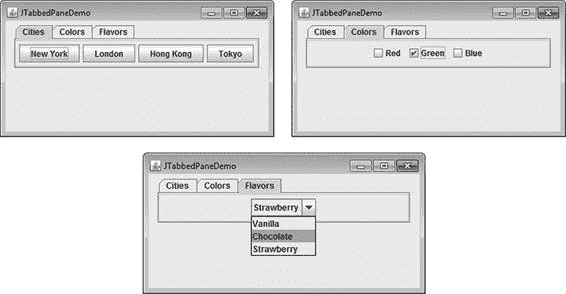 JTabbedPaneDemo
Cities Colors Flavors
New York London Hong Kong Tokyo
JTabbedPaneDemo
Cities Colors Flavors
Red Green Blue
JTabbedPaneDemo
Cities Colors Flavors
Strawberry
Vanilla
Chocolate
Strawberry